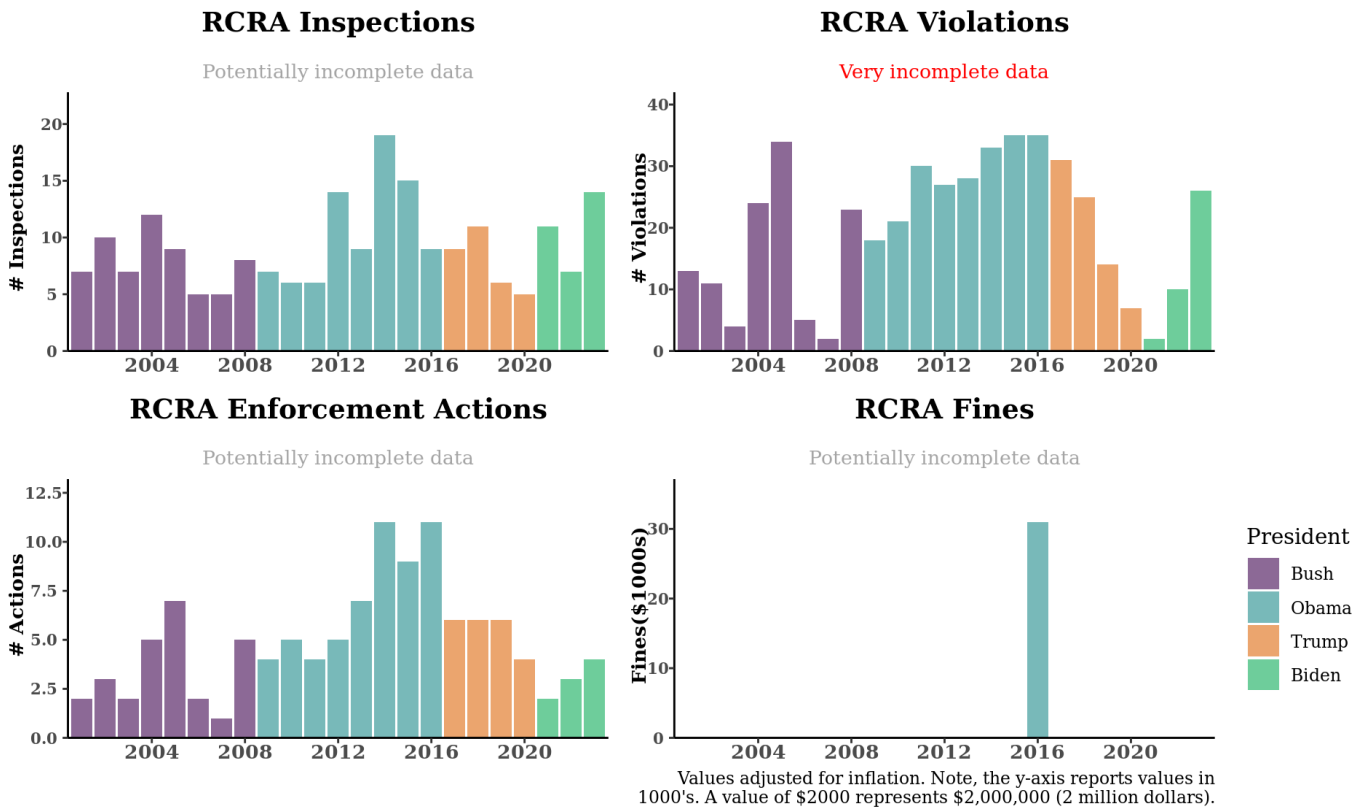 RCRA Inspections
Potentially incomplete data
# Inspections
20
15
10
5
0
2004 2008 2012 2016 2020
RCRA Violations
Very incomplete data
# Violations
40
30
20
10
0
2004 2008 2012 2016 2020
RCRA Enforcement Actions
Potentially incomplete data
# Actions
12.5
10.0
7.5
5.0
2.5
0.0
2004 2008 2012 2016 2020
RCRA Fines
Potentially incomplete data
Fines($1000s)
30
20
10
0
2004 2008 2012 2016 2020
President
Bush
Obama
Trump
Biden
Values adjusted for inflation. Note, the y-axis reports values in
1000's. A value of $2000 represents $2,000,000 (2 million dollars).